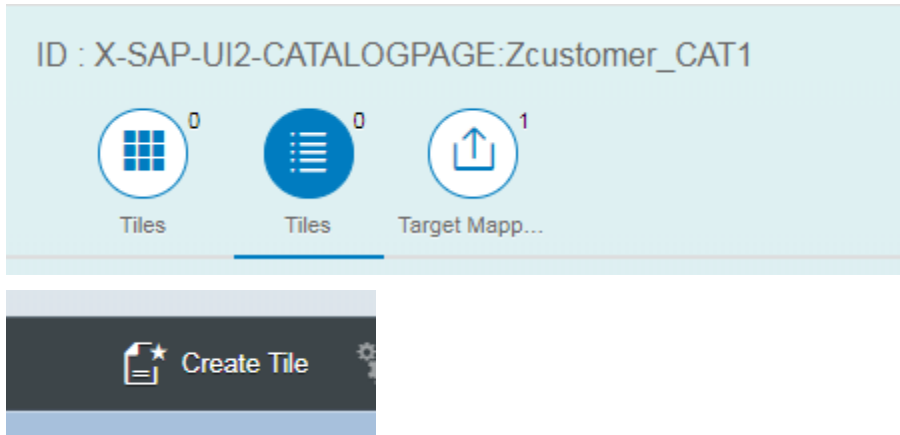 ID : X-SAP-UI2-CATALOGPAGE:Zcustomer_CAT1
0 0 1
Tiles Tiles Target Mapp...
Create Tile